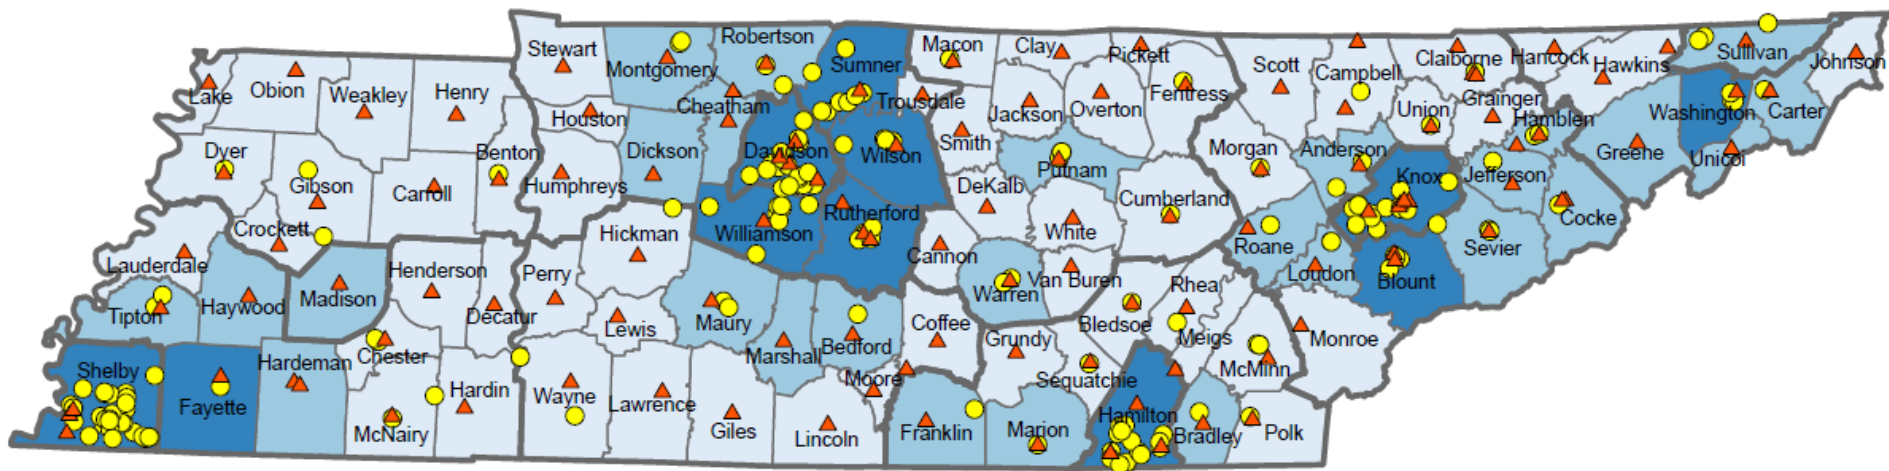 Lake
Obion
Weakley
Henry
Stewart
Montgomery
Robertson
Sumner
Macon
Clay
Pickett
Scott
Campbell
Claiborne
Hancock
Hawkins
Sullivan
Johnson
Cheatham
Trousdale
Houston
Jackson
Overton
Fentress
Union
Grainger
Hamblen
Washington
Carter
Dyer
Gibson
Benton
Carroll
Humphreys
Dickson
Davidson
Wilson
Smith
Putnam
Morgan
Anderson
Knox
Jefferson
Greene
Unicoi
Crockett
DeKalb
Cumberland
Cocke
Lauderdale
Henderson
Perry
Hickman
Williamson
Rutherford
Cannon
White
Roane
Loudon
Blount
Sevier
Tipton
Haywood
Madison
Decatur
Lewis
Maury
Marshall
Bedford
Coffee
Warren
Van Buren
Bledsoe
Rhea
Meigs
Monroe
Shelby
Fayette
Hardeman
Chester
Hardin
Wayne
Lawrence
Giles
Lincoln
Moore
Grundy
Sequatchie
McMinn
McNairy
Franklin
Marion
Hamilton
Bradley
Polk